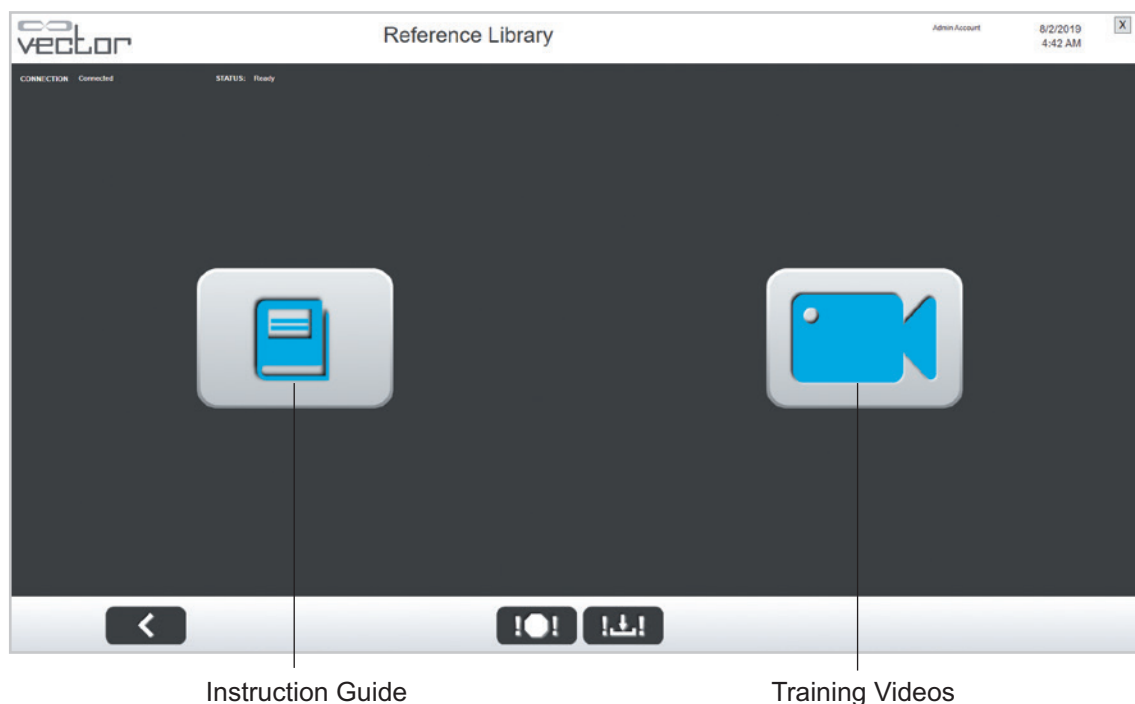 vector
Reference Library
Admin Account
8/2/2019
4:42 AM
X
CONNECTION Connected
STATUS: Ready
!⬣! !!
Instruction Guide
Training Videos